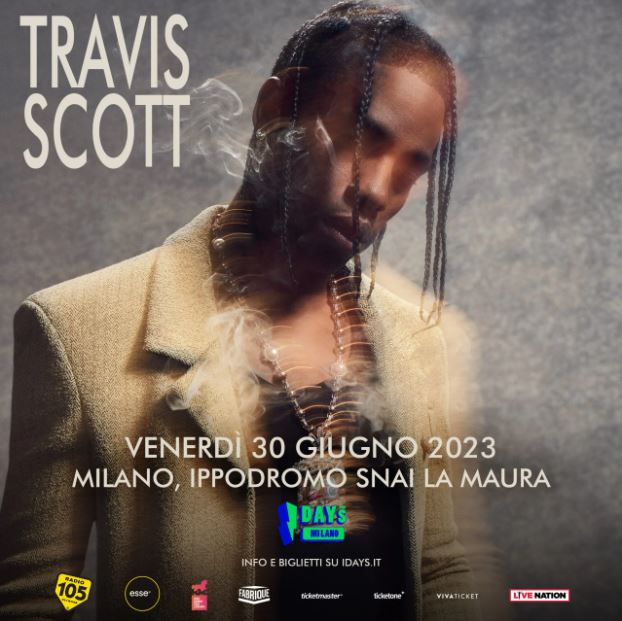 TRAVIS
SCOTT
VENERDÌ 30 GIUGNO 2023
MILANO, IPPODROMO SNAI LA MAURA
I DAYS
MILANO
INFO E BIGLIETTI SU IDAYS.IT
RADIO
105
esse
FABRIQUE
ticketmaster
ticketone
VIVATICKET
LIVE NATION